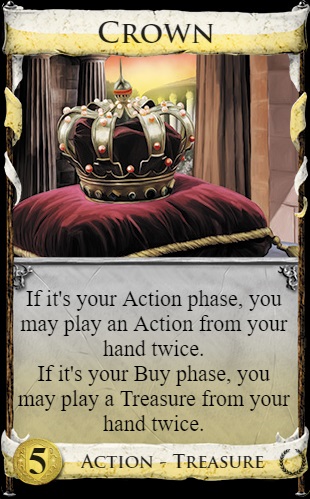 CROWN
If it's your Action phase, you
may play an Action from your
hand twice.
If it's your Buy phase, you
may play a Treasure from your
hand twice.
5 ACTION - TREASURE